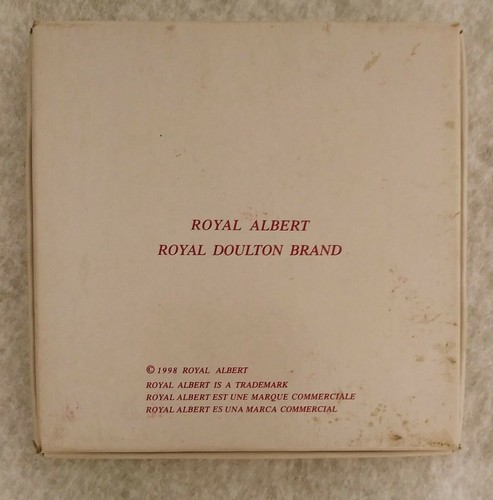 ROYAL ALBERT
ROYAL DOULTON BRAND
© 1998 ROYAL ALBERT
ROYAL ALBERT IS A TRADEMARK
ROYAL ALBERT EST UNE MARQUE COMMERCIALE
ROYAL ALBERT ES UNA MARCA COMMERCIAL